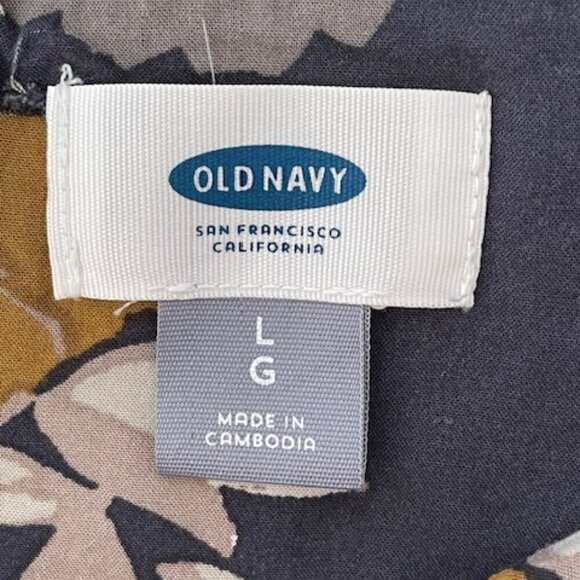 OLD NAVY
SAN FRANCISCO
CALIFORNIA
L
G
MADE IN
CAMBODIA